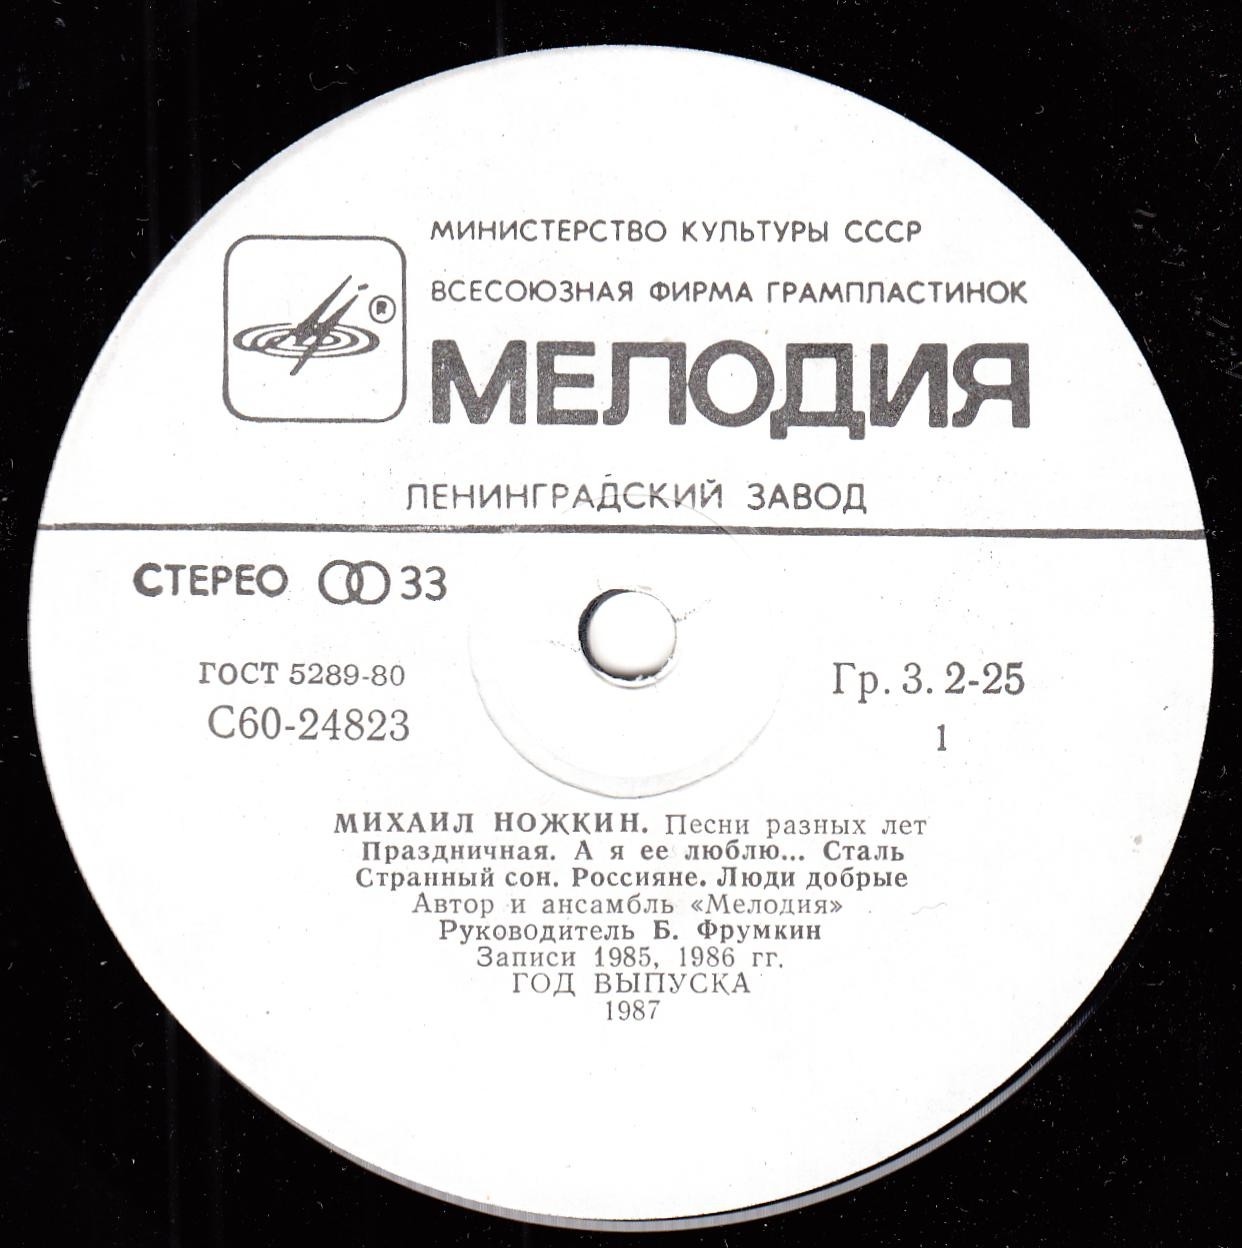 МИНИСТЕРСТВО КУЛЬТУРЫ СССР
ВСЕСОЮЗНАЯ ФИРМА ГРАМПЛАСТИНОК
®
МЕЛОДИЯ
ЛЕНИНГРАДСКИЙ ЗАВОД
СТЕРЕО 33
ГОСТ 5289-80
С60-24823
Гр. 3. 2-25
1
МИХАИЛ НОЖКИН. Песни разных лет
Праздничная. А я ее люблю... Сталь
Странный сон. Россияне. Люди добрые
Автор и ансамбль «Мелодия»
Руководитель Б. Фрумкин
Записи 1985, 1986 гг.
ГОД ВЫПУСКА
1987